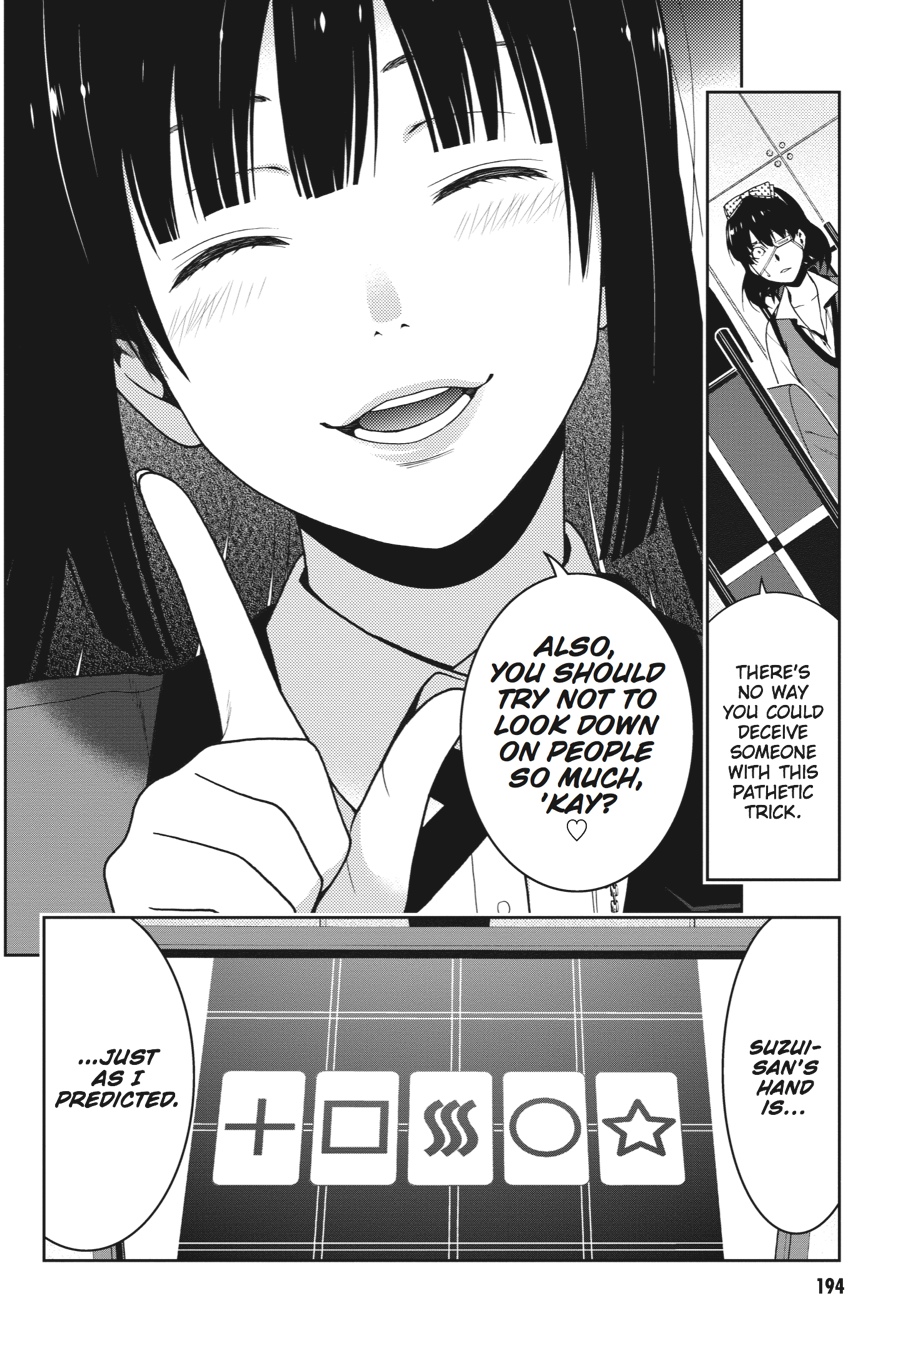 THERE'S
NO WAY
YOU COULD
DECEIVE
SOMEONE
WITH THIS
PATHETIC
TRICK.
ALSO,
YOU SHOULD
TRY NOT TO
LOOK DOWN
ON PEOPLE
SO MUCH,
'KAY?
♡
SUZUI-
SAN'S
HAND
IS...
...JUST
AS I
PREDICTED.
194